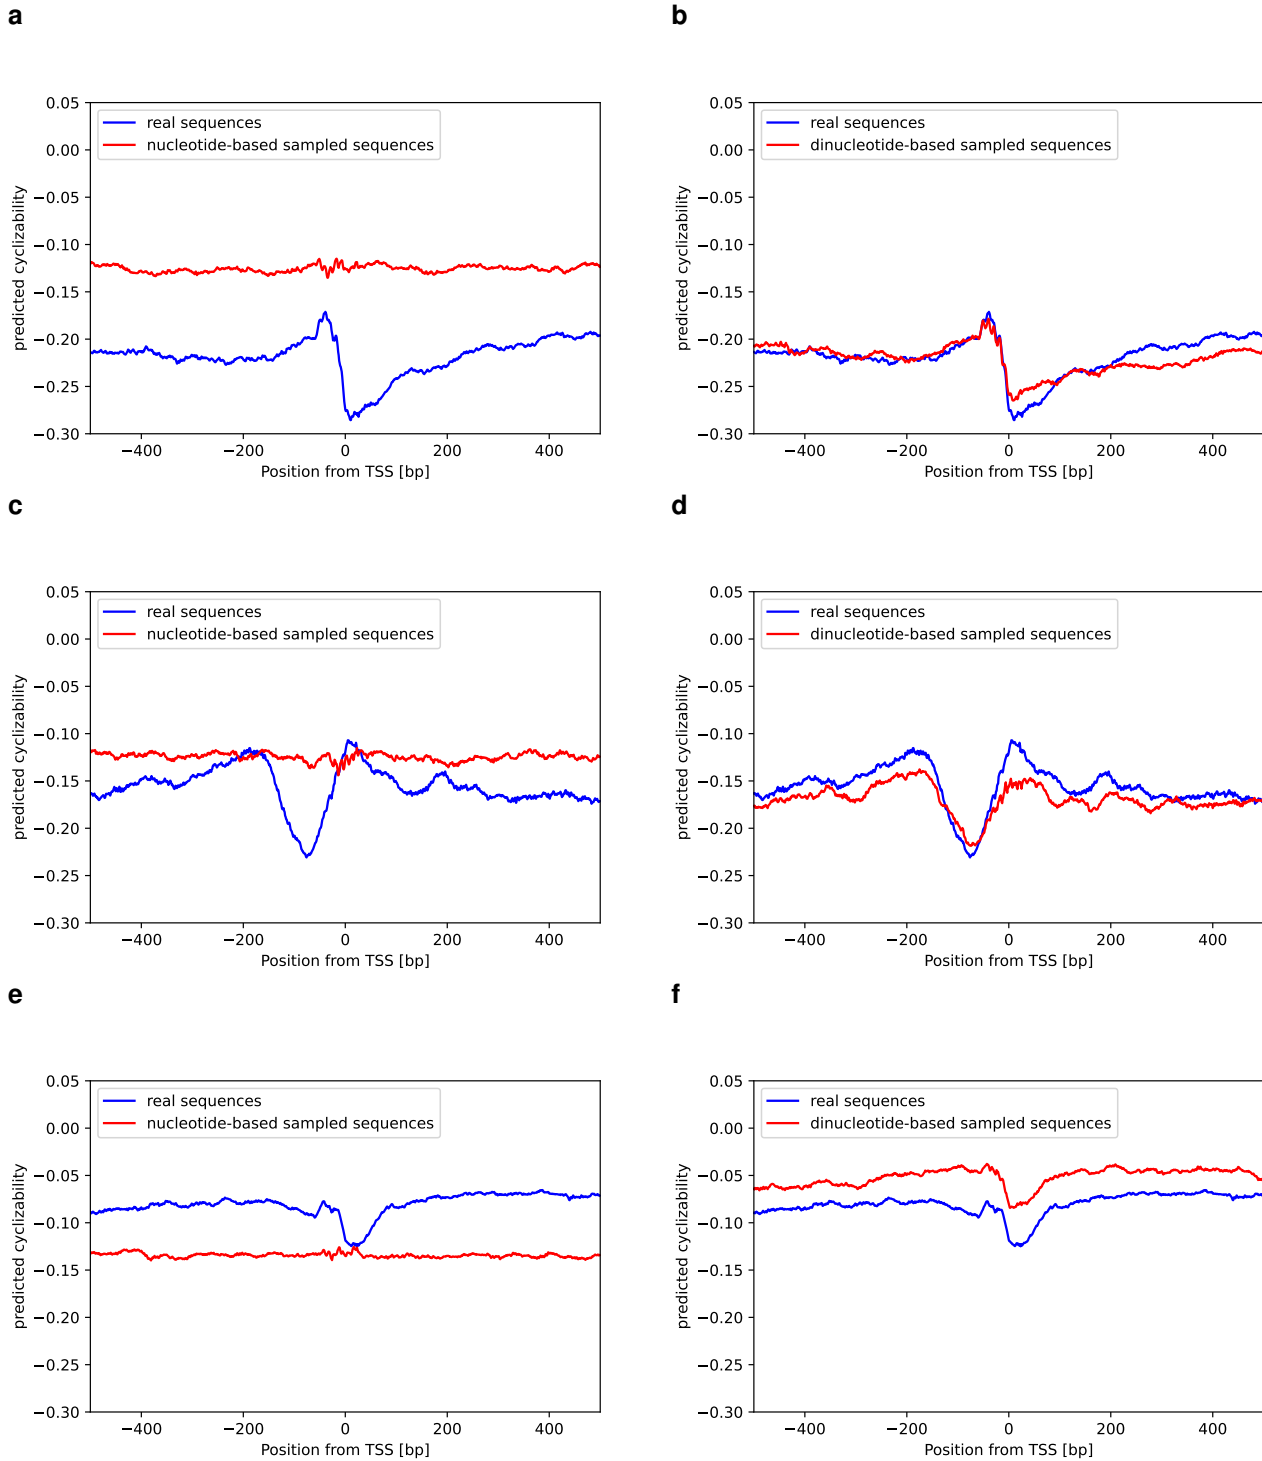 a
0.05
0.00
−0.05
−0.10
−0.15
−0.20
−0.25
−0.30
predicted cyclizability
real sequences
nucleotide-based sampled sequences
−400
−200
0
200
400
Position from TSS [bp]
b
0.05
0.00
−0.05
−0.10
−0.15
−0.20
−0.25
−0.30
predicted cyclizability
real sequences
dinucleotide-based sampled sequences
−400
−200
0
200
400
Position from TSS [bp]
c
0.05
0.00
−0.05
−0.10
−0.15
−0.20
−0.25
−0.30
predicted cyclizability
real sequences
nucleotide-based sampled sequences
−400
−200
0
200
400
Position from TSS [bp]
d
0.05
0.00
−0.05
−0.10
−0.15
−0.20
−0.25
−0.30
predicted cyclizability
real sequences
dinucleotide-based sampled sequences
−400
−200
0
200
400
Position from TSS [bp]
e
0.05
0.00
−0.05
−0.10
−0.15
−0.20
−0.25
−0.30
predicted cyclizability
real sequences
nucleotide-based sampled sequences
−400
−200
0
200
400
Position from TSS [bp]
f
0.05
0.00
−0.05
−0.10
−0.15
−0.20
−0.25
−0.30
predicted cyclizability
real sequences
dinucleotide-based sampled sequences
−400
−200
0
200
400
Position from TSS [bp]